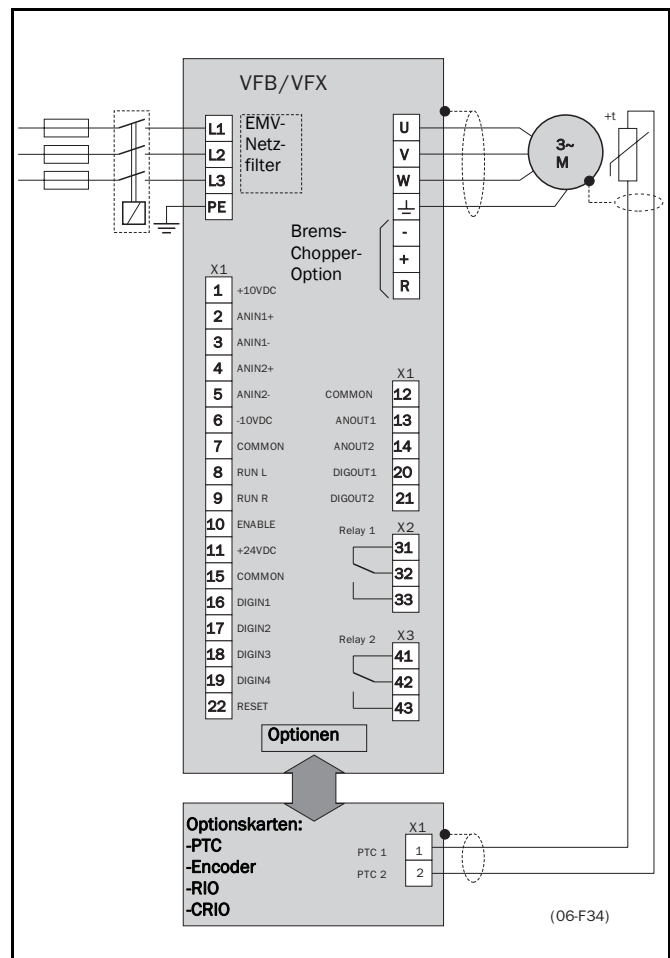 VFB/VFX
L1
L2
L3
PE
EMV-
Netz-
filter
U
V
W
-
+
R
Brems-
Chopper-
Option
3~
M
+t
X1
1 +10VDC
2 ANIN1+
3 ANIN1-
4 ANIN2+
5 ANIN2-
6 -10VDC
7 COMMON
8 RUN L
9 RUN R
10 ENABLE
11 +24VDC
15 COMMON
16 DIGIN1
17 DIGIN2
18 DIGIN3
19 DIGIN4
22 RESET
X1
COMMON 12
ANOUT1 13
ANOUT2 14
DIGOUT1 20
DIGOUT2 21
Relay 1 X2
31
32
33
Relay 2 X3
41
42
43
Optionen
Optionskarten:
-PTC
-Encoder
-RIO
-CRIO
X1
PTC 1 1
PTC 2 2
(06-F34)